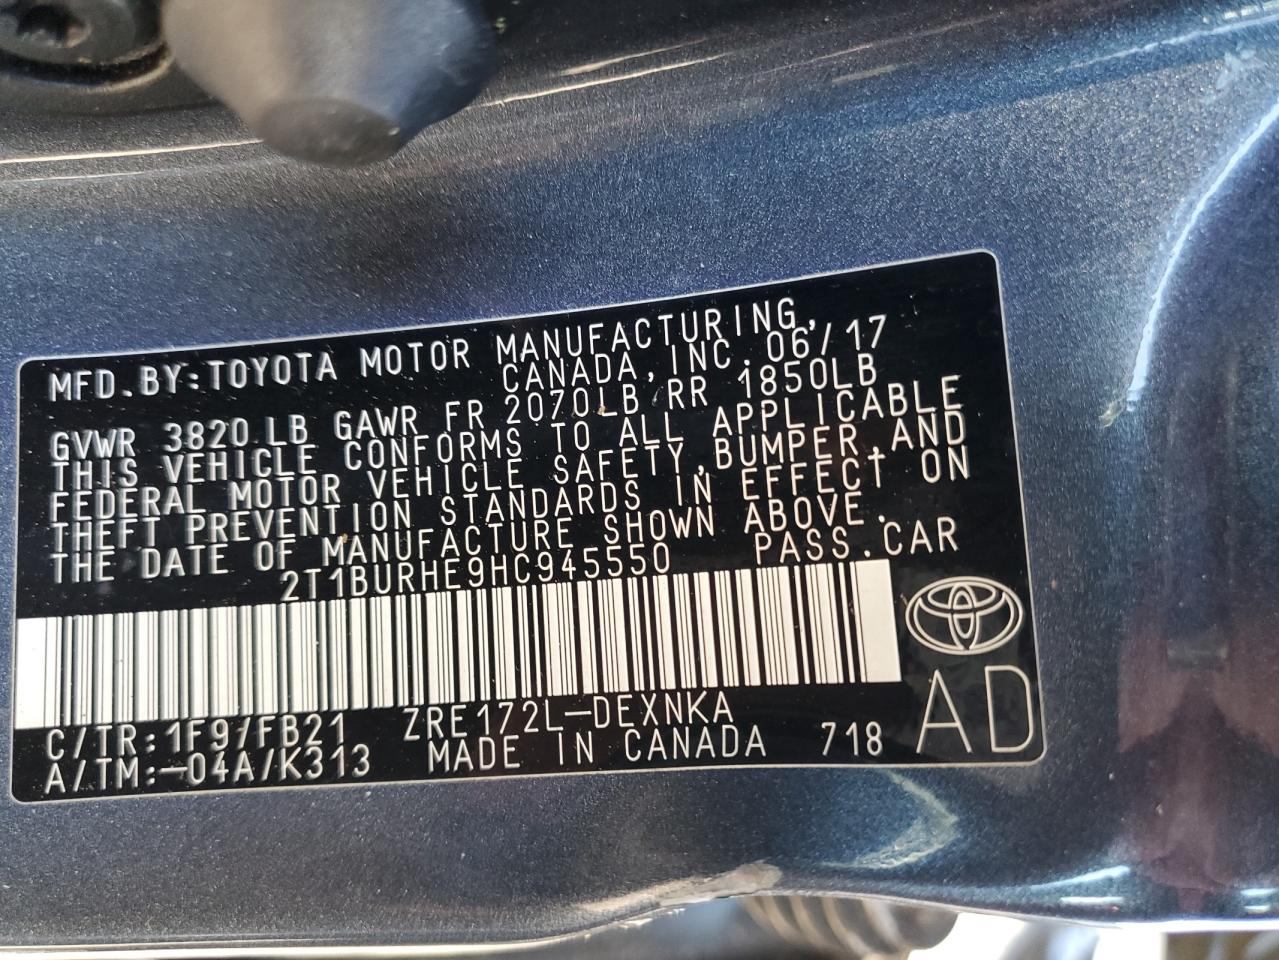 MFD.BY:TOYOTA MOTOR MANUFACTURING,
CANADA,INC.06/17
GVWR 3820 LB GAWR FR 2070LB RR 1850LB
THIS VEHICLE CONFORMS TO ALL APPLICABLE
FEDERAL MOTOR VEHICLE SAFETY,BUMPER,AND
THEFT PREVENTION STANDARDS IN EFFECT ON
THE DATE OF MANUFACTURE SHOWN ABOVE.
2T1BURHE9HC945550 PASS.CAR
C/TR:1F9/FB21 ZRE172L-DEXNKA
A/TM:-04A/K313 MADE IN CANADA 718
AD